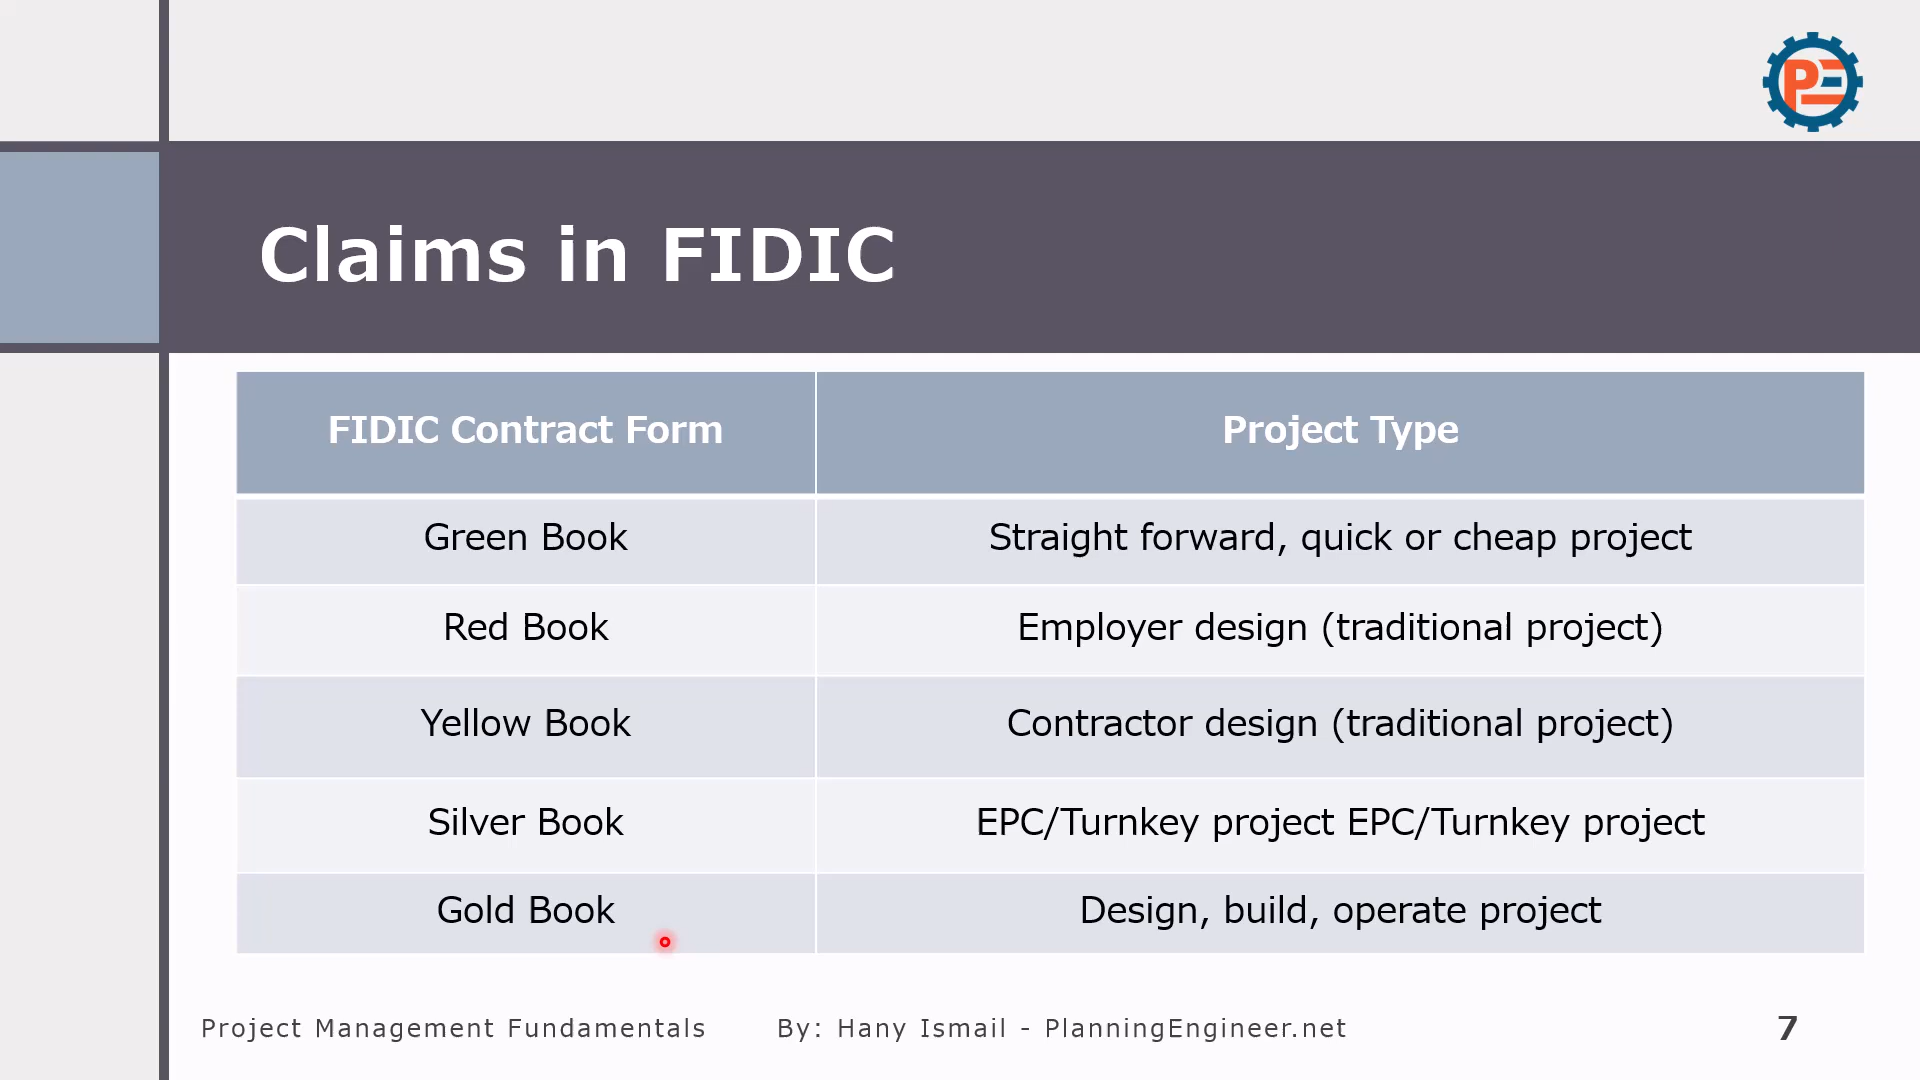 PE
Claims in FIDIC
FIDIC Contract Form Project Type
Green Book Straight forward, quick or cheap project
Red Book Employer design (traditional project)
Yellow Book Contractor design (traditional project)
Silver Book EPC/Turnkey project EPC/Turnkey project
Gold Book Design, build, operate project
Project Management Fundamentals By: Hany Ismail - PlanningEngineer.net 7